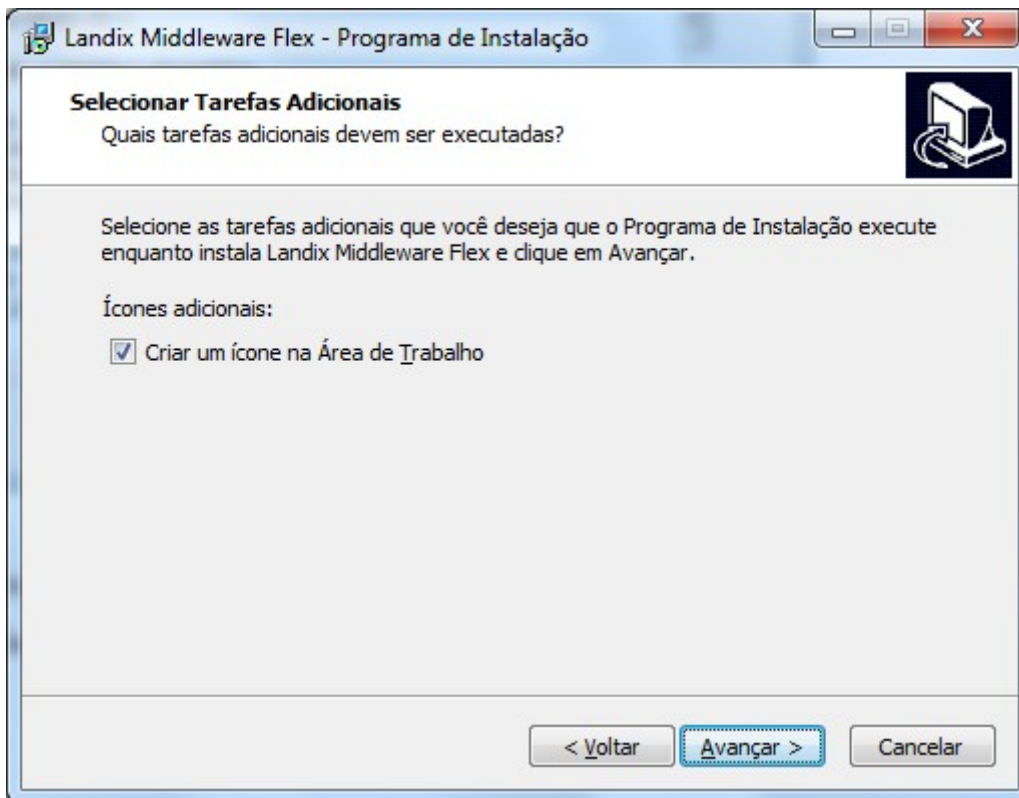 Landix Middleware Flex - Programa de Instalação
Selecionar Tarefas Adicionais
Quais tarefas adicionais devem ser executadas?
Selecione as tarefas adicionais que você deseja que o Programa de Instalação execute
enquanto instala Landix Middleware Flex e clique em Avançar.
Ícones adicionais:
Criar um ícone na Área de Trabalho
< Voltar Avançar > Cancelar